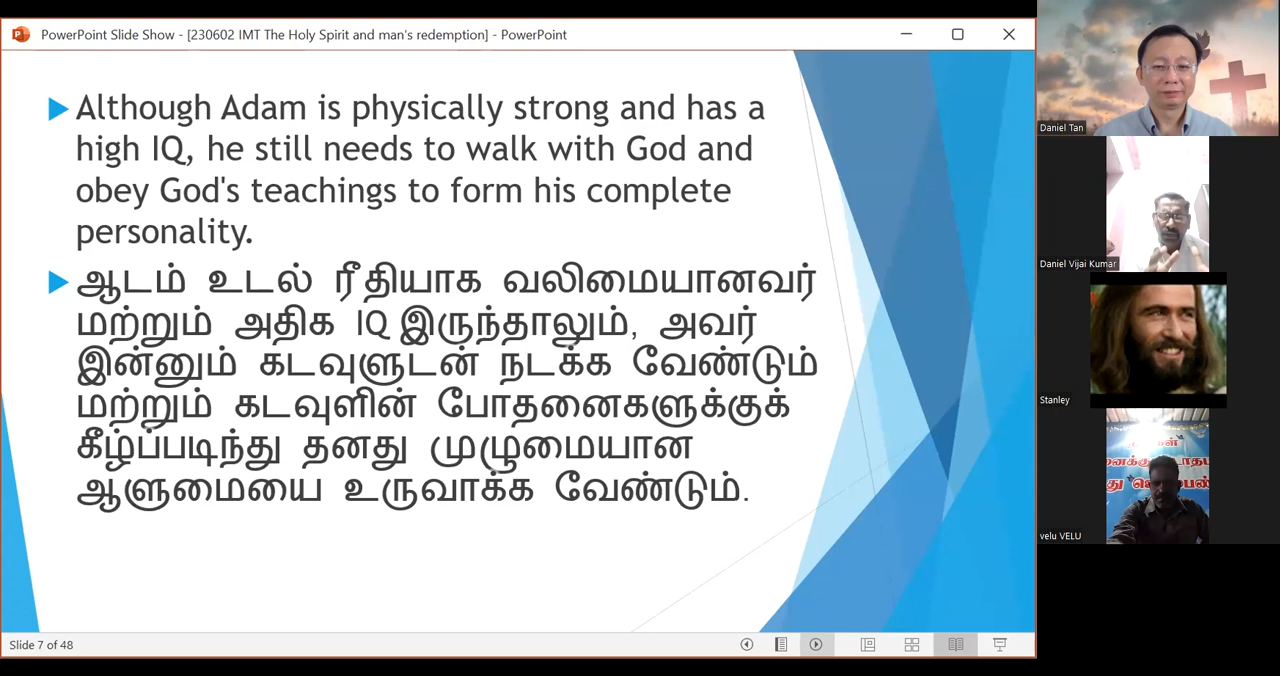 PowerPoint Slide Show - [230602 IMT The Holy Spirit and man's redemption] - PowerPoint
Although Adam is physically strong and has a
high IQ, he still needs to walk with God and
obey God's teachings to form his complete
personality.
ஆடம் உடல் ரீதியாக வலிமையானவர்
மற்றும் அதிக IQ இருந்தாலும், அவர்
இன்னும் கடவுளுடன் நடக்க வேண்டும்
மற்றும் கடவுளின் போதனைகளுக்குக்
கீழ்ப்படிந்து தனது முழுமையான
ஆளுமையை உருவாக்க வேண்டும்.
Slide 7 of 48
Daniel Tan
Daniel Vijai Kumar
Stanley
velu VELU